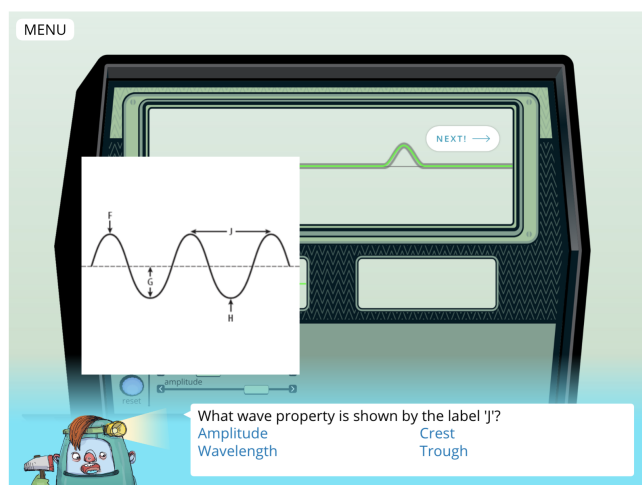 MENU
NEXT! →
F
J
G
H
amplitude
reset
What wave property is shown by the label 'J'?
Amplitude Crest
Wavelength Trough